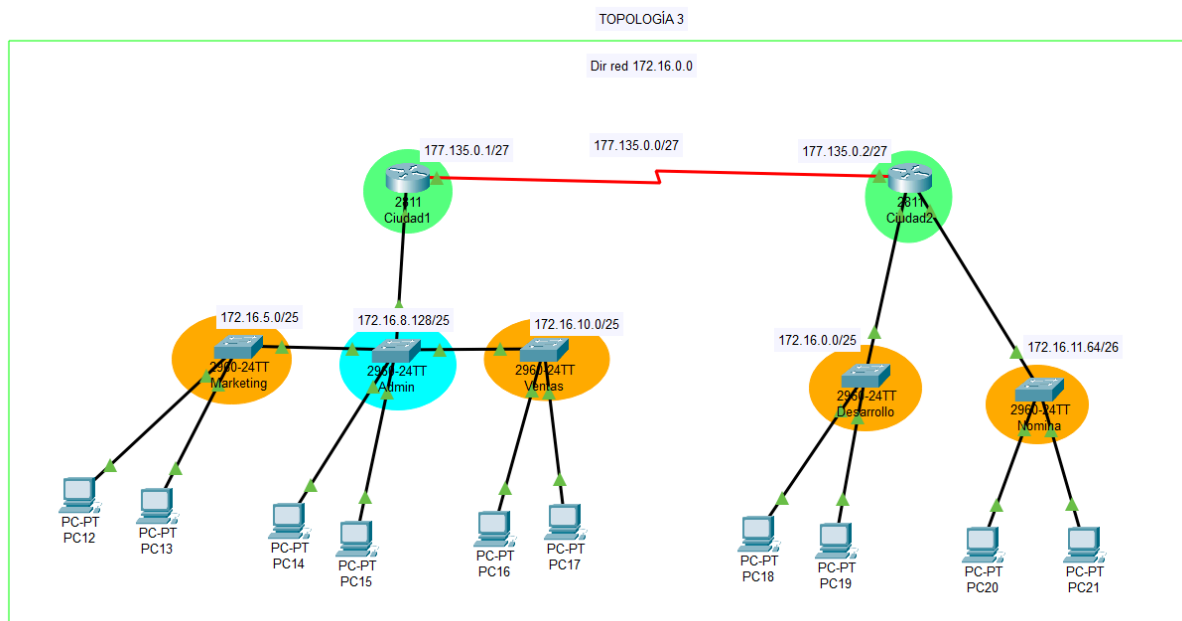 TOPOLOGÍA 3
Dir red 172.16.0.0
177.135.0.1/27
177.135.0.0/27
177.135.0.2/27
2811
Ciudad1
2811
Ciudad2
172.16.5.0/25
172.16.8.128/25
172.16.10.0/25
172.16.0.0/25
172.16.11.64/26
2960-24TT
Marketing
2960-24TT
Admin
2960-24TT
Ventas
2960-24TT
Desarrollo
2960-24TT
Nomina
PC-PT
PC12
PC-PT
PC13
PC-PT
PC14
PC-PT
PC15
PC-PT
PC16
PC-PT
PC17
PC-PT
PC18
PC-PT
PC19
PC-PT
PC20
PC-PT
PC21